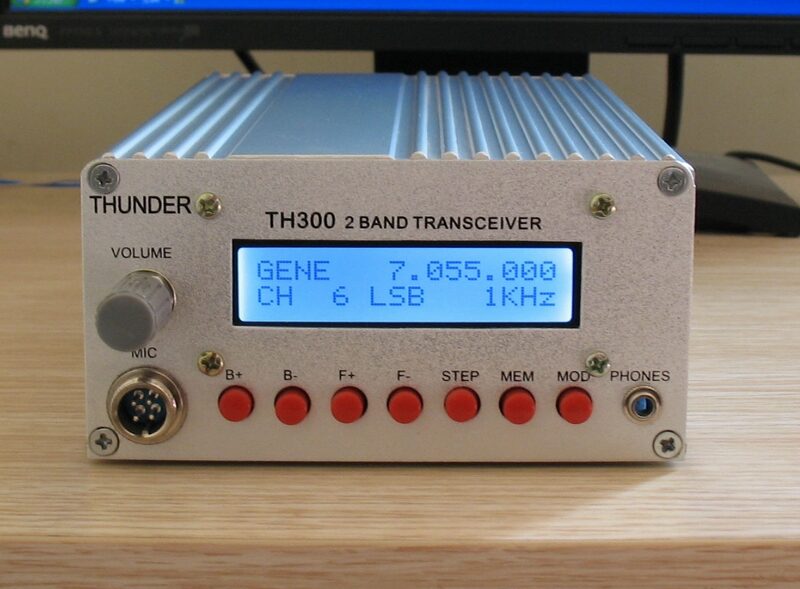 BenQ
THUNDER
TH300 2 BAND TRANSCEIVER
VOLUME
GENE 7.055.000
CH 6 LSB 1KHz
MIC
B+ B- F+ F- STEP MEM MOD PHONES